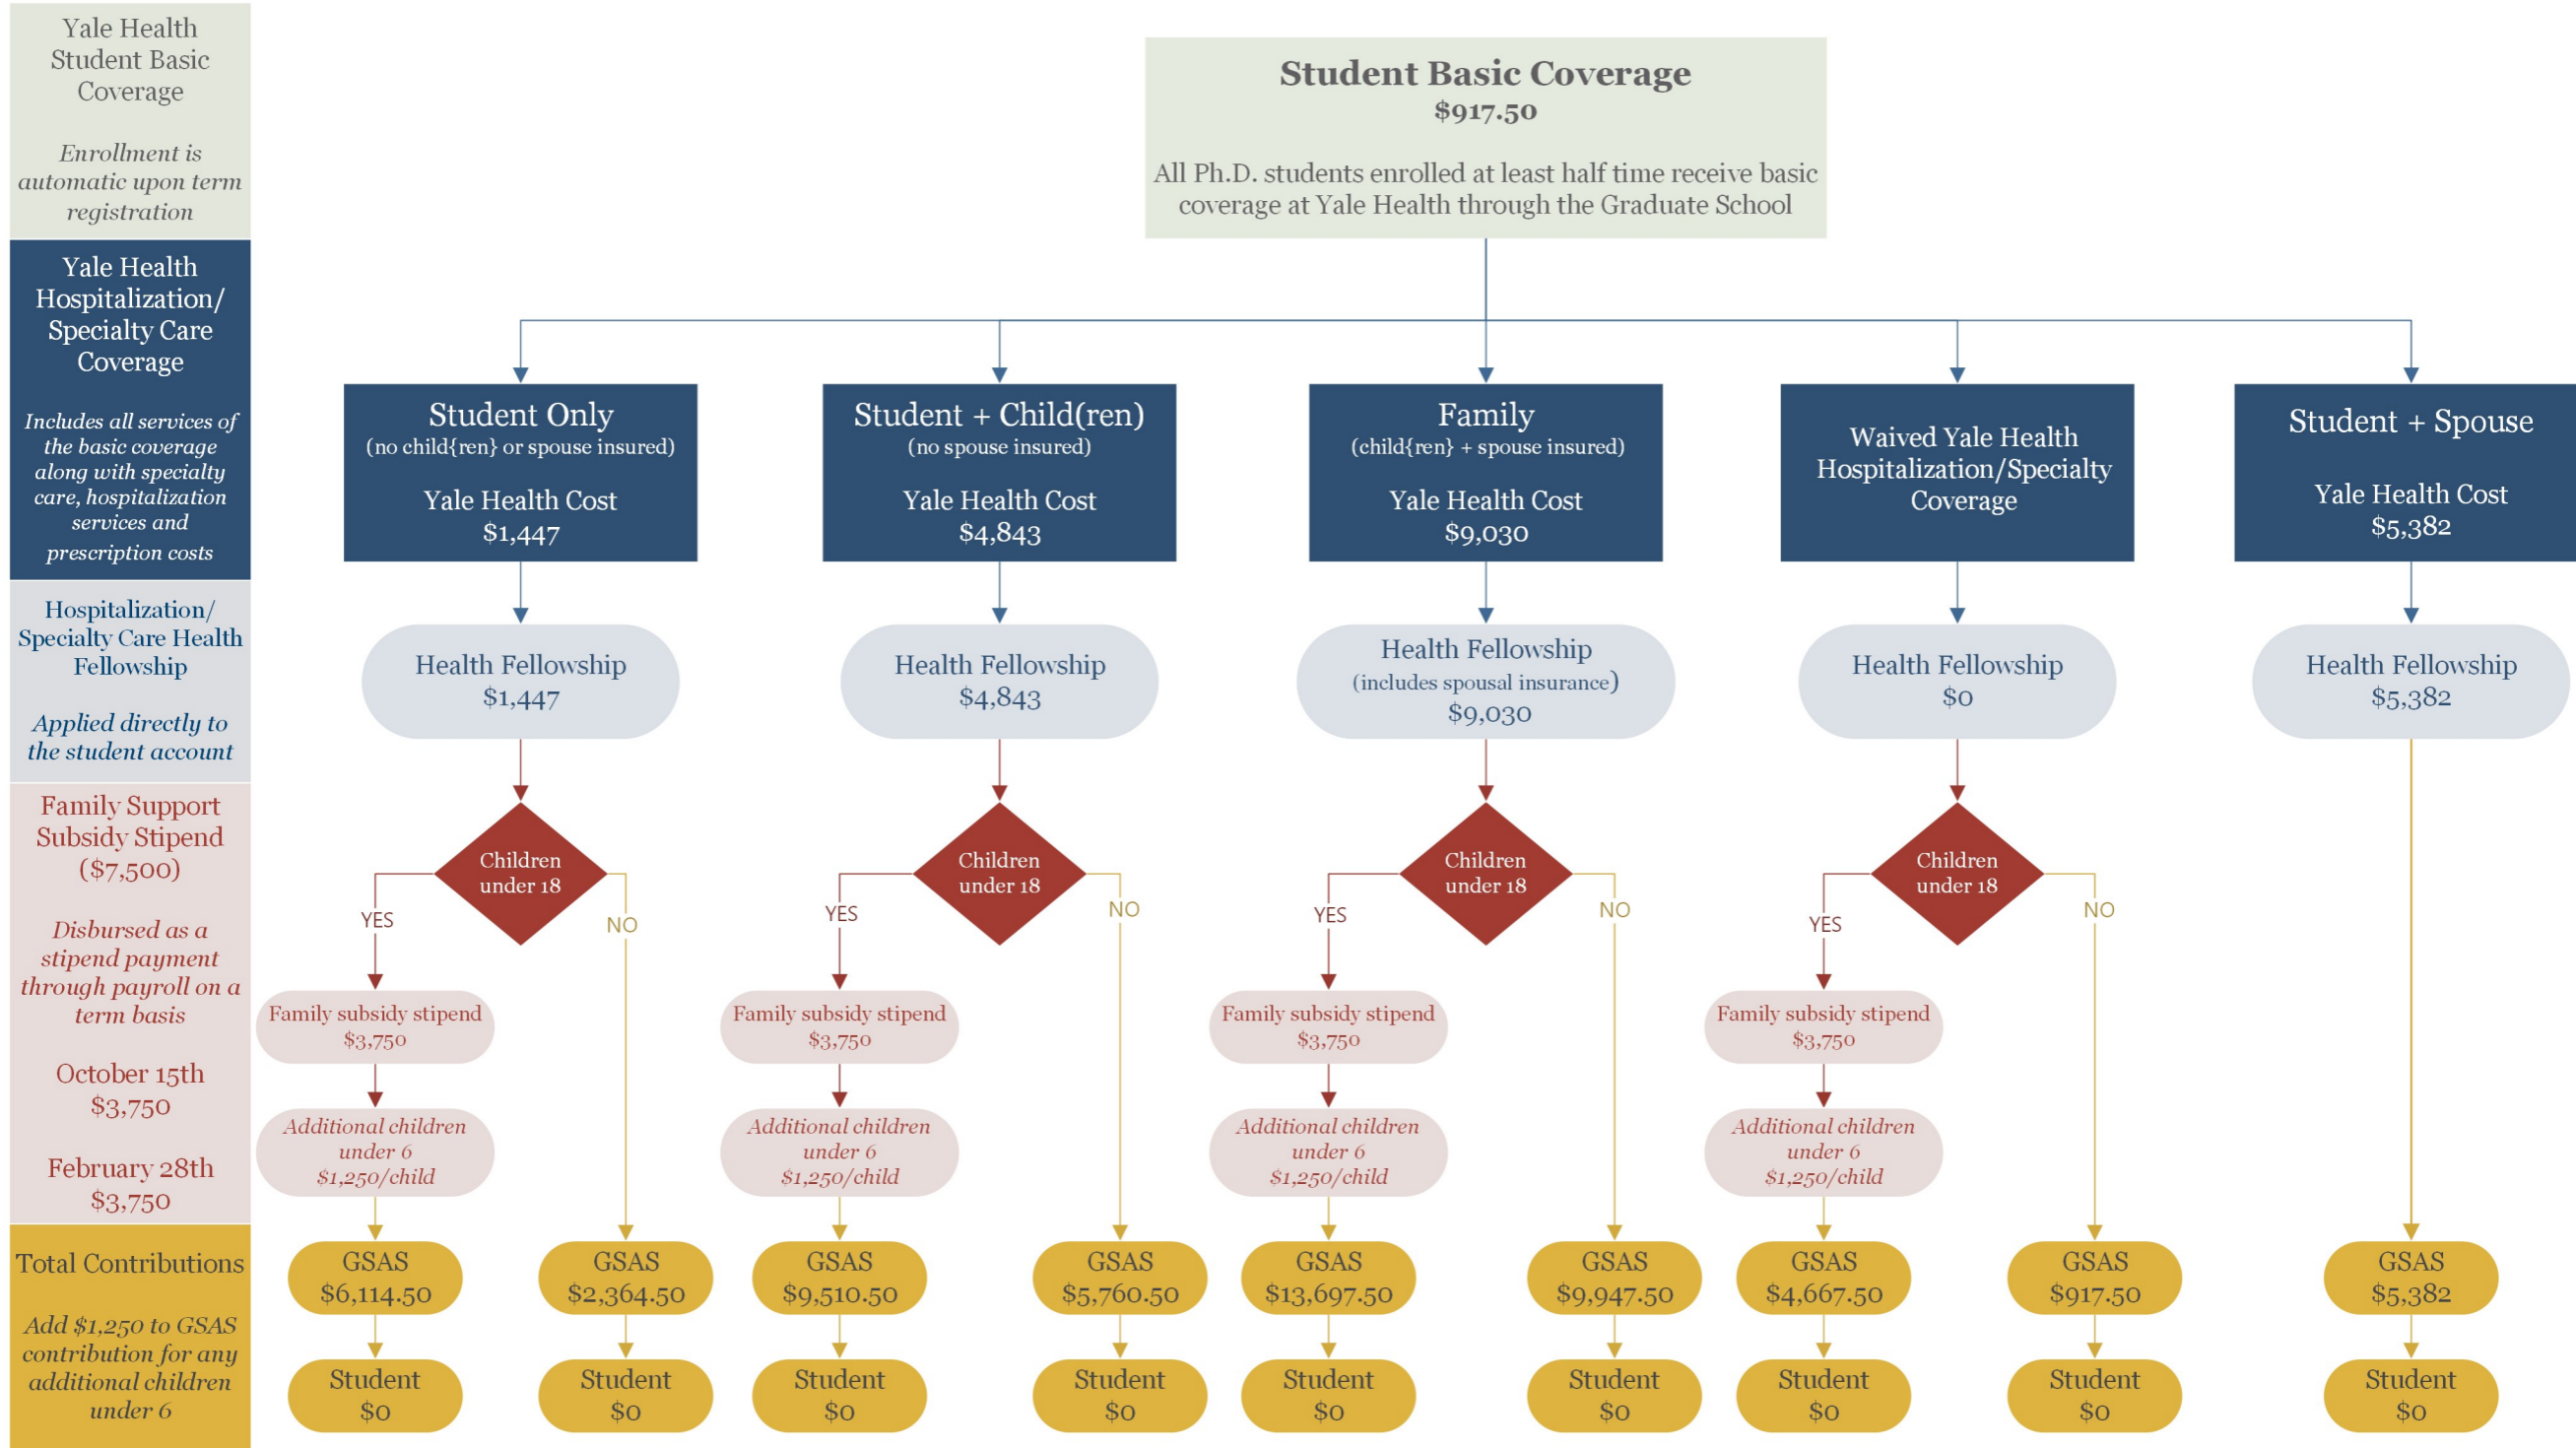 Yale Health
Student Basic
Coverage
Enrollment is
automatic upon term
registration
Yale Health
Hospitalization/
Specialty Care
Coverage
Includes all services of
the basic coverage
along with specialty
care, hospitalization
services and
prescription costs
Hospitalization/
Specialty Care Health
Fellowship
Applied directly to
the student account
Family Support
Subsidy Stipend
($7,500)
Disbursed as a
stipend payment
through payroll on a
term basis
October 15th
$3,750
February 28th
$3,750
Total Contributions
Add $1,250 to GSAS
contribution for any
additional children
under 6
Student Basic Coverage
$917.50
All Ph.D. students enrolled at least half time receive basic
coverage at Yale Health through the Graduate School
Student Only
(no child{ren} or spouse insured)
Yale Health Cost
$1,447
Student + Child(ren)
(no spouse insured)
Yale Health Cost
$4,843
Family
(child{ren} + spouse insured)
Yale Health Cost
$9,030
Waived Yale Health
Hospitalization/Specialty
Coverage
Student + Spouse
Yale Health Cost
$5,382
Health Fellowship
$1,447
Health Fellowship
$4,843
Health Fellowship
(includes spousal insurance)
$9,030
Health Fellowship
$0
Health Fellowship
$5,382
Children
under 18
YES
NO
Children
under 18
YES
NO
Children
under 18
YES
NO
Children
under 18
YES
NO
Family subsidy stipend
$3,750
Family subsidy stipend
$3,750
Family subsidy stipend
$3,750
Family subsidy stipend
$3,750
Additional children
under 6
$1,250/child
Additional children
under 6
$1,250/child
Additional children
under 6
$1,250/child
Additional children
under 6
$1,250/child
GSAS
$6,114.50
GSAS
$2,364.50
GSAS
$9,510.50
GSAS
$5,760.50
GSAS
$13,697.50
GSAS
$9,947.50
GSAS
$4,667.50
GSAS
$917.50
GSAS
$5,382
Student
$0
Student
$0
Student
$0
Student
$0
Student
$0
Student
$0
Student
$0
Student
$0
Student
$0